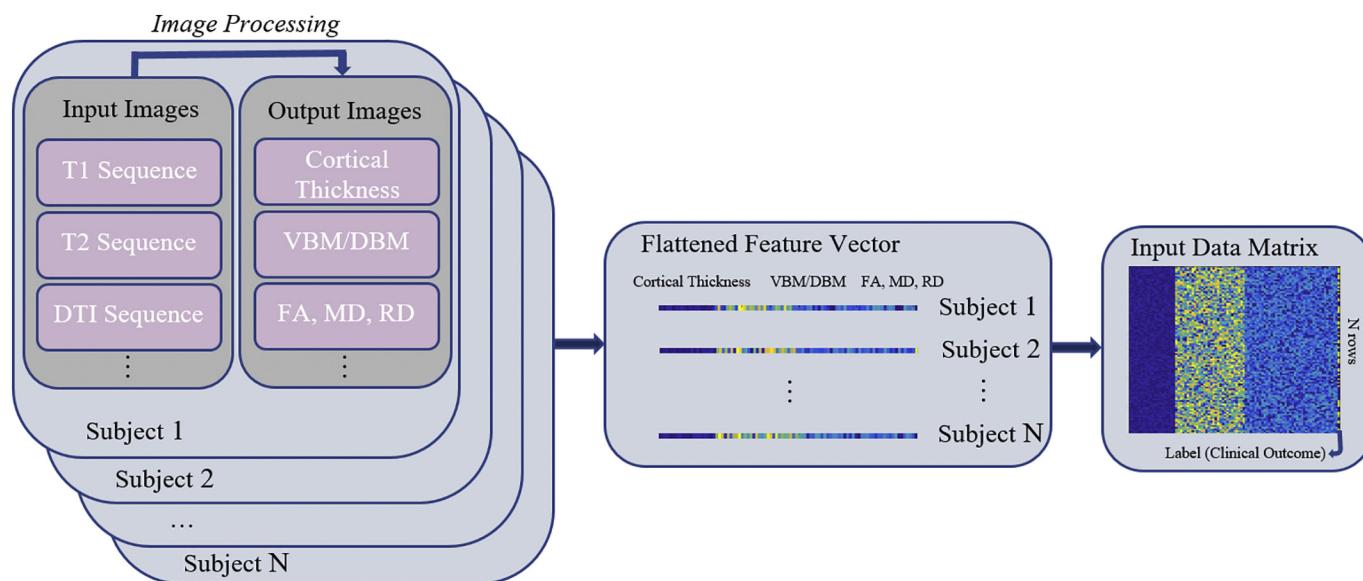 Image Processing
Input Images
T1 Sequence
T2 Sequence
DTI Sequence
⋮
Output Images
Cortical
Thickness
VBM/DBM
FA, MD, RD
⋮
Subject 1
Subject 2
...
Subject N
Flattened Feature Vector
Cortical Thickness VBM/DBM FA, MD, RD
Subject 1
Subject 2
⋮ ⋮
Subject N
Input Data Matrix
N rows
Label (Clinical Outcome)